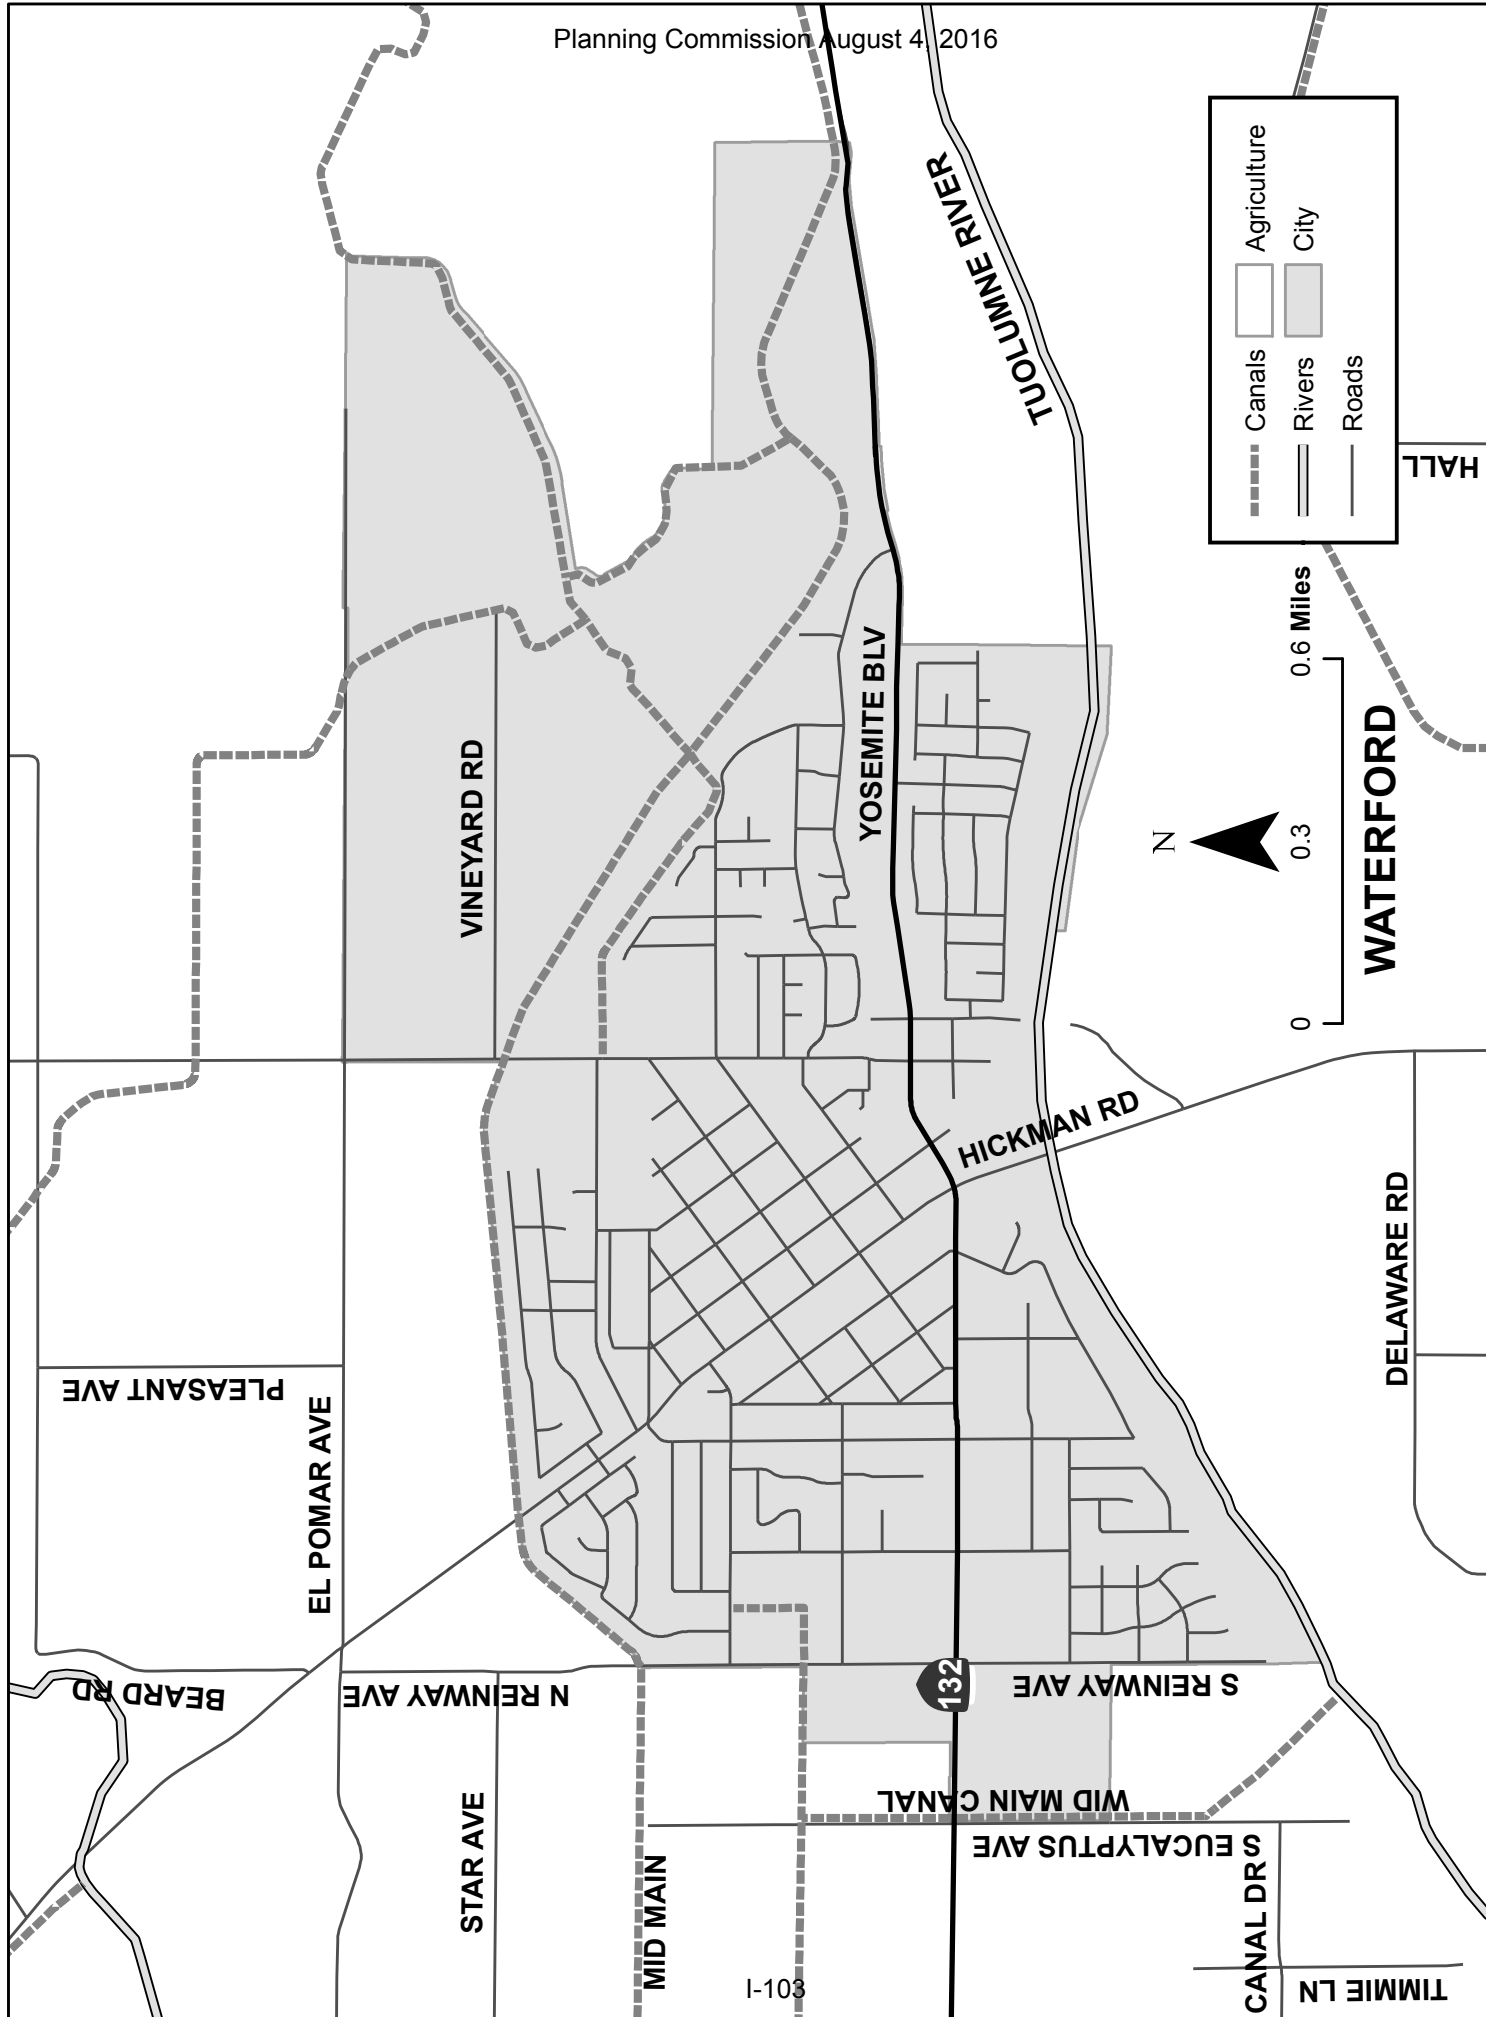 Planning Commission August 4, 2016
TUOLUMNE RIVER
Agriculture
City
Canals
Rivers
Roads
HALL
YOSEMITE BLV
VINEYARD RD
0.6 Miles
0.3
0
N
WATERFORD
HICKMAN RD
DELAWARE RD
PLEASANT AVE
EL POMAR AVE
BEARD RD
N REINWAY AVE
132
S REINWAY AVE
WID MAIN CANAL
S EUCALYPTUS AVE
STAR AVE
MID MAIN
CANAL DR
TIMMIE LN
I-103